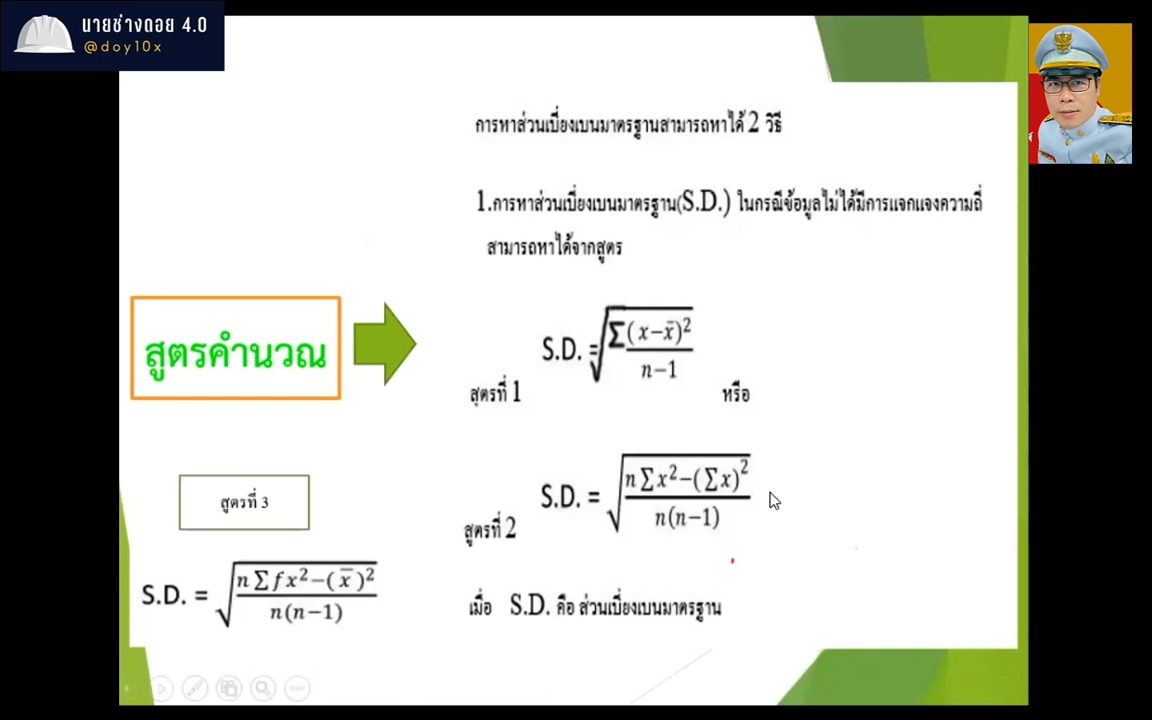 นายช่างถอย 4.0
@doy10x
การหาส่วนเบี่ยงเบนมาตรฐานสามารถหาได้ 2 วิธี
1.การหาส่วนเบี่ยงเบนมาตรฐาน(S.D.) ในกรณีข้อมูลไม่ได้มีการแจกแจงความถี่
สามารถหาได้จากสูตร
สูตรคำนวณ
S.D. = √(∑(x−x̄)²/(n−1))
สูตรที่ 1 หรือ
S.D. = √((n∑x²−(∑x)²)/(n(n−1)))
สูตรที่ 2
สูตรที่ 3
S.D. = √((n∑fx²−(x̄)²)/(n(n−1)))
เมื่อ S.D. คือ ส่วนเบี่ยงเบนมาตรฐาน